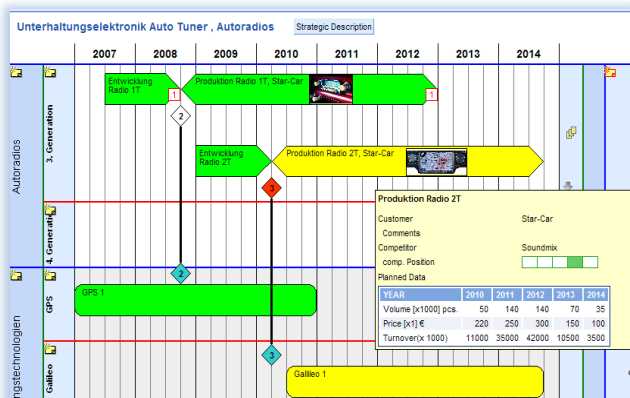 Unterhaltungselektronik Auto Tuner , Autoradios
Strategic Description
2007 2008 2009 2010 2011 2012 2013 2014
Autoradios
3. Generation
Entwicklung
Radio 1T
1
Produktion Radio 1T, Star-Car
1
2
Entwicklung
Radio 2T
Produktion Radio 2T, Star-Car
3
4. Generation
2
GPS
GPS 1
3
Galileo
Gallileo 1
ngstechnologien
Produktion Radio 2T
Customer Star-Car
Comments
Competitor Soundmix
comp. Position
Planned Data
YEAR 2010 2011 2012 2013 2014
Volume [x1000] pcs. 50 140 140 70 35
Price [x1] € 220 250 300 150 100
Turnover(x 1000) 11000 35000 42000 10500 3500